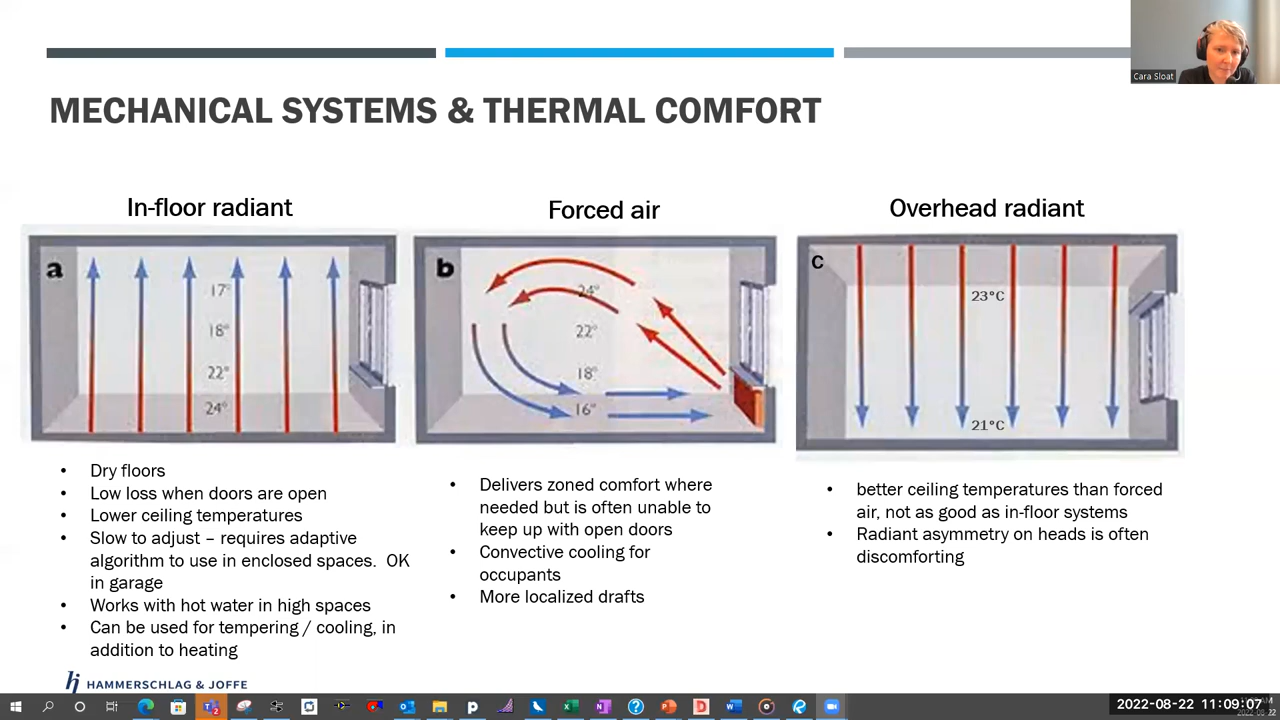 Cara Sloat
MECHANICAL SYSTEMS & THERMAL COMFORT
In-floor radiant
a
17°
18°
22°
24°
• Dry floors
• Low loss when doors are open
• Lower ceiling temperatures
• Slow to adjust – requires adaptive
algorithm to use in enclosed spaces. OK
in garage
• Works with hot water in high spaces
• Can be used for tempering / cooling, in
addition to heating
Forced air
b
24°
22°
18°
16°
• Delivers zoned comfort where
needed but is often unable to
keep up with open doors
• Convective cooling for
occupants
• More localized drafts
Overhead radiant
c
23°C
21°C
• better ceiling temperatures than forced
air, not as good as in-floor systems
• Radiant asymmetry on heads is often
discomforting
hj HAMMERSCHLAG & JOFFE
2022-08-22 11:09:07